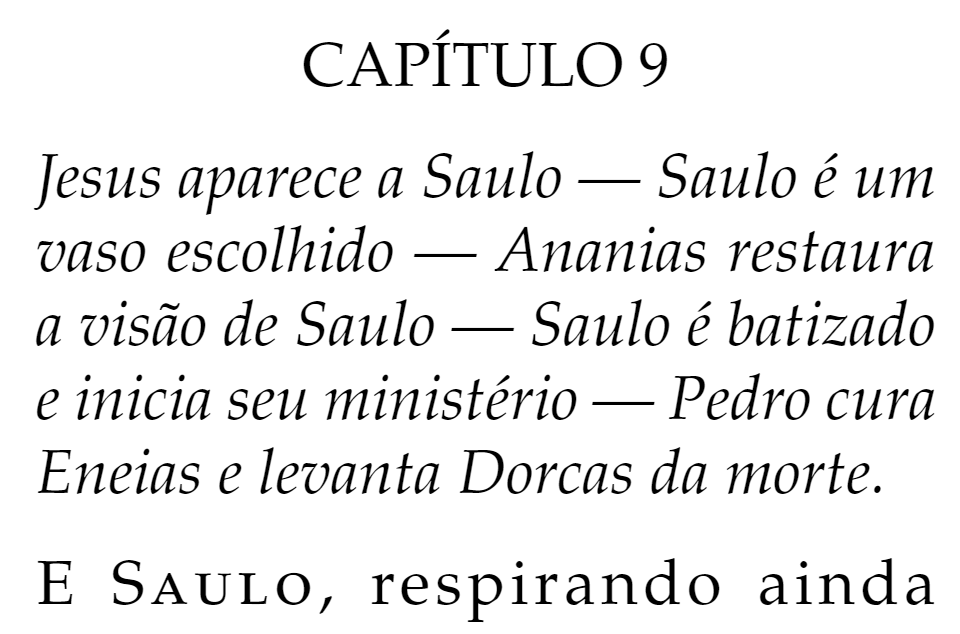 CAPÍTULO 9
Jesus aparece a Saulo — Saulo é um
vaso escolhido — Ananias restaura
a visão de Saulo — Saulo é batizado
e inicia seu ministério — Pedro cura
Eneias e levanta Dorcas da morte.
E SAULO, respirando ainda